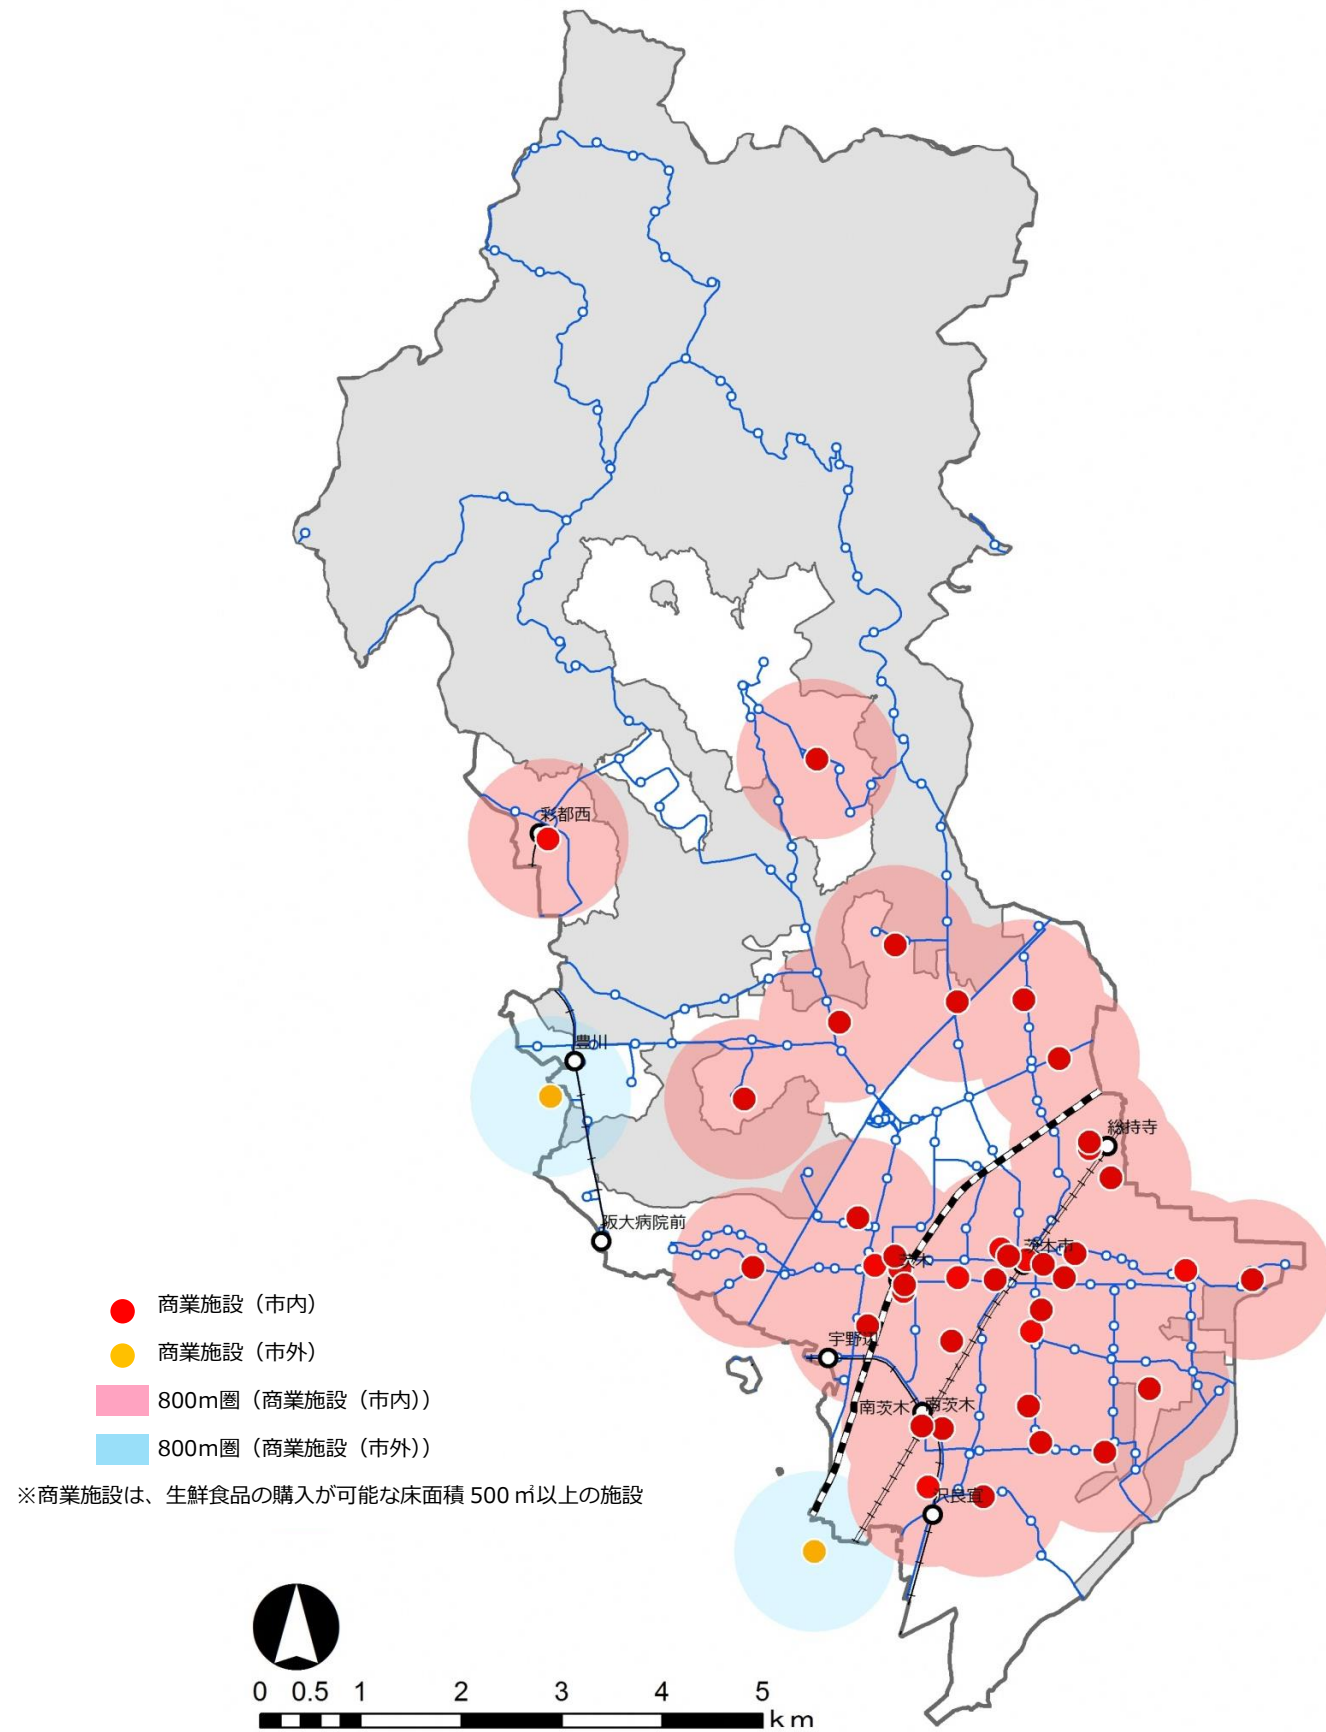 彩都西
豊川
総持寺
阪大病院前
茨木市
茨木
宇野辺
南茨木
南茨木
沢良宜
商業施設（市内）
商業施設（市外）
800m圏（商業施設（市内））
800m圏（商業施設（市外））
※商業施設は、生鮮食品の購入が可能な床面積 500 ㎡以上の施設
0 0.5 1 2 3 4 5
km